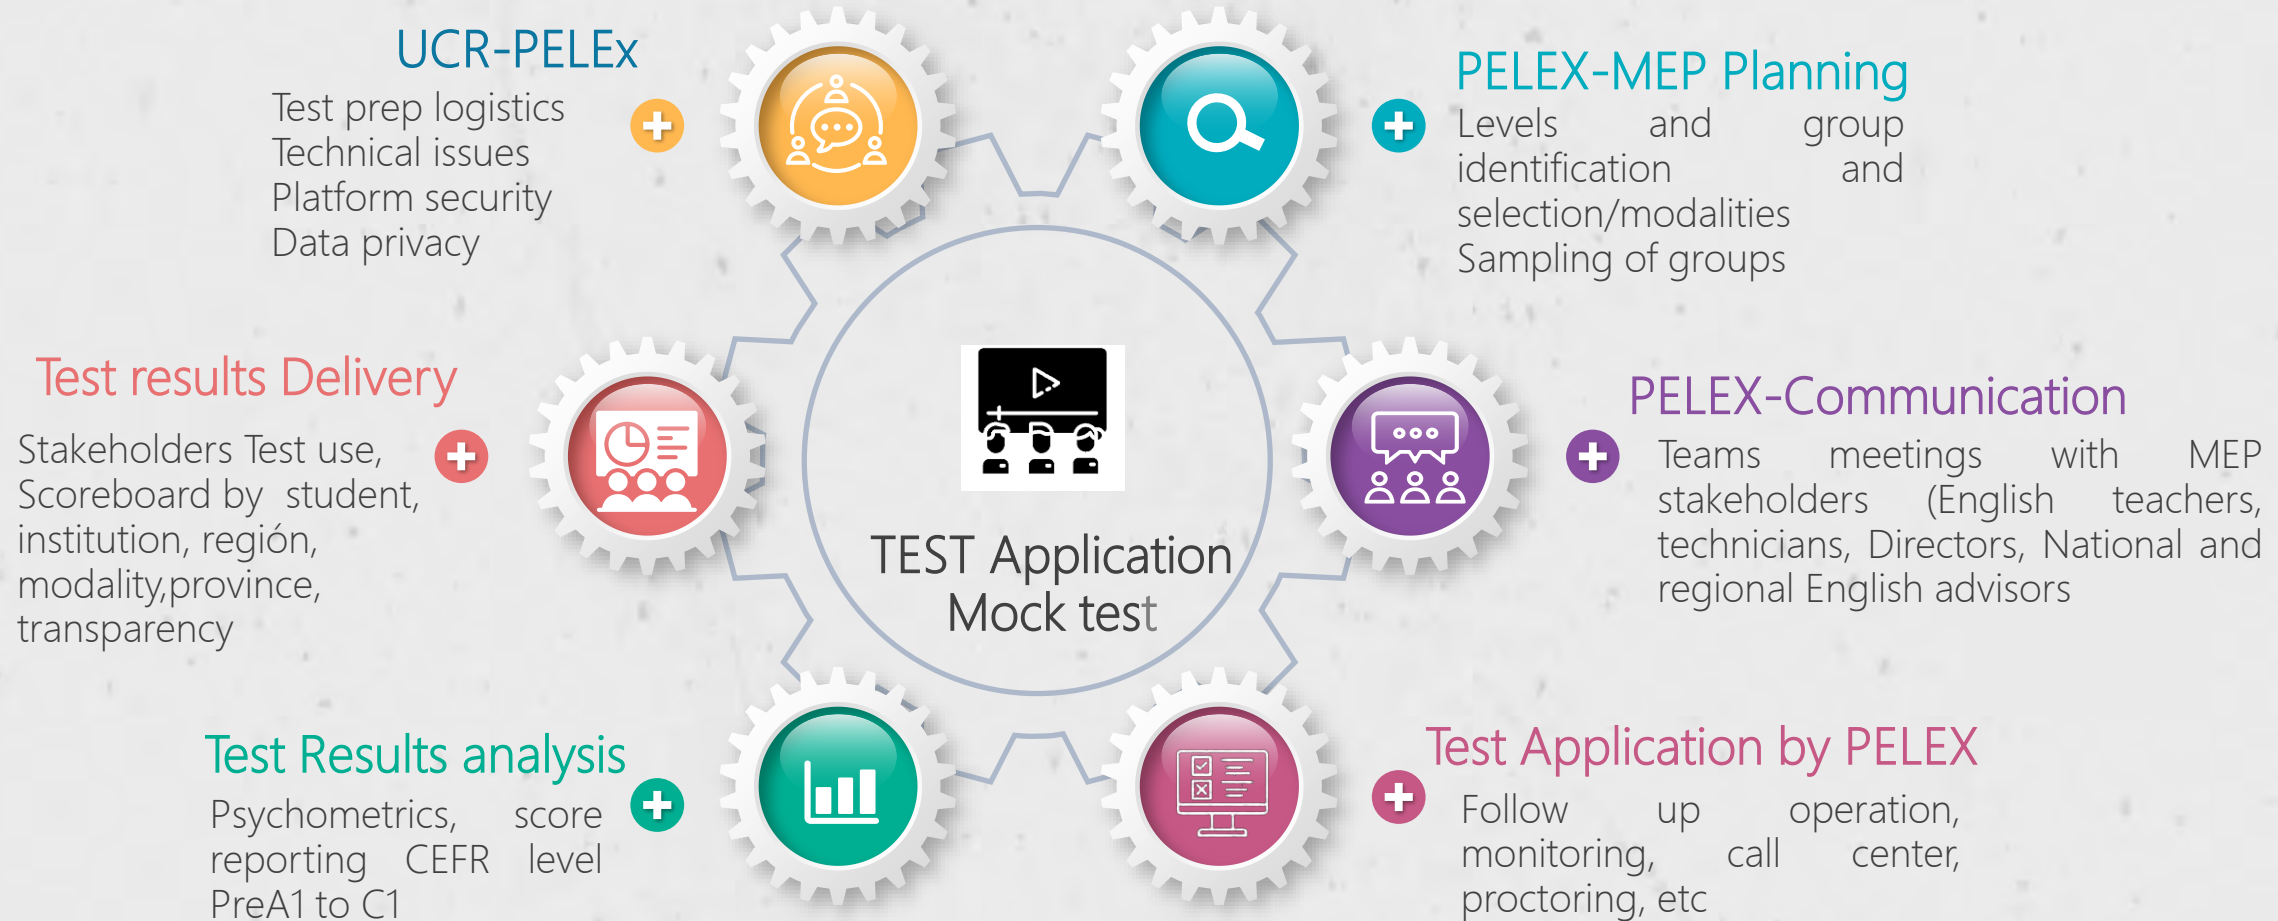 UCR-PELEx
Test prep logistics
Technical issues
Platform security
Data privacy
PELEX-MEP Planning
Levels and group
identification and
selection/modalities
Sampling of groups
Test results Delivery
Stakeholders Test use,
Scoreboard by student,
institution, región,
modality,province,
transparency
TEST Application
Mock test
PELEX-Communication
Teams meetings with MEP
stakeholders (English teachers,
technicians, Directors, National and
regional English advisors
Test Results analysis
Psychometrics, score
reporting CEFR level
PreA1 to C1
Test Application by PELEX
Follow up operation,
monitoring, call center,
proctoring, etc